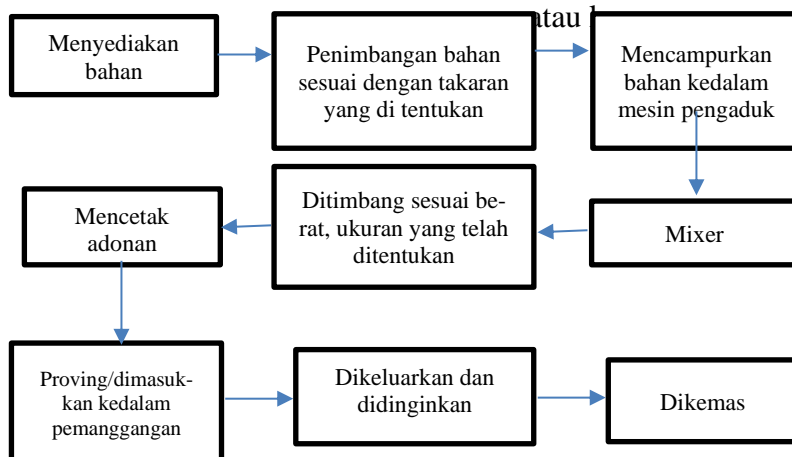 atau
Menyediakan
bahan
Penimbangan bahan
sesuai dengan takaran
yang di tentukan
Mencampurkan
bahan kedalam
mesin pengaduk
Mencetak
adonan
Ditimbang sesuai be-
rat, ukuran yang telah
ditentukan
Mixer
Proving/dimasuk-
kan kedalam
pemanggangan
Dikeluarkan dan
didinginkan
Dikemas